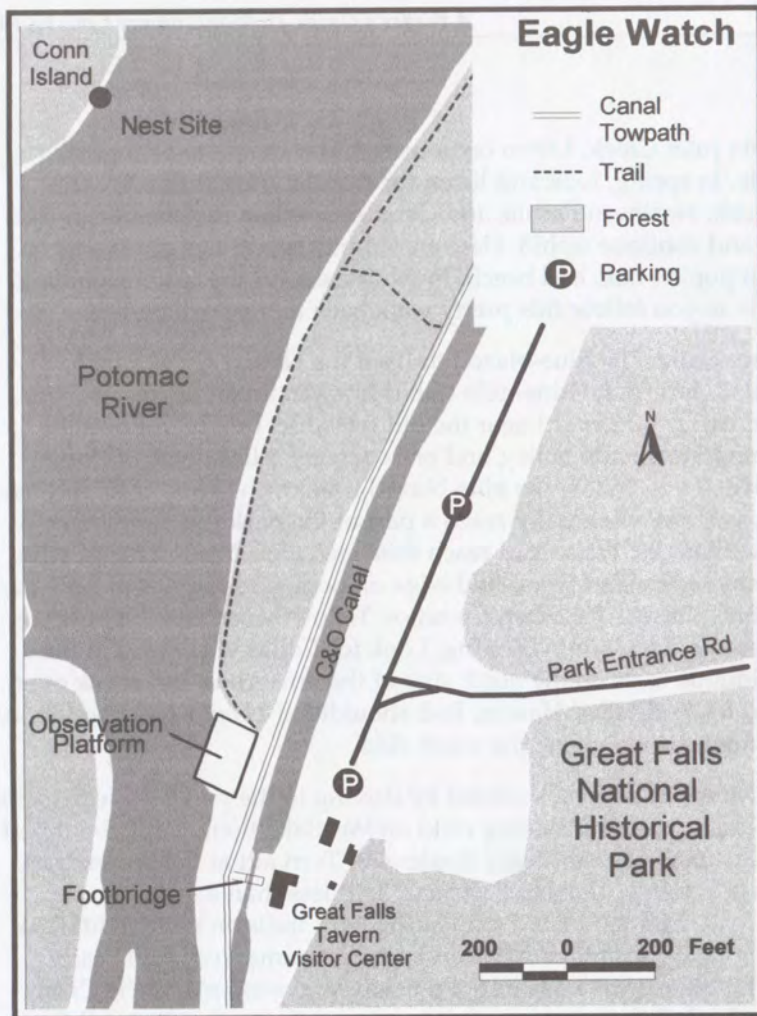 Eagle Watch
Conn
Island
Nest Site
Canal
Towpath
Trail
Forest
P Parking
Potomac
River
N
P
C&O Canal
Park Entrance Rd
Observation
Platform
P
Great Falls
National
Historical
Park
Footbridge
Great Falls
Tavern
Visitor Center
200 0 200 Feet